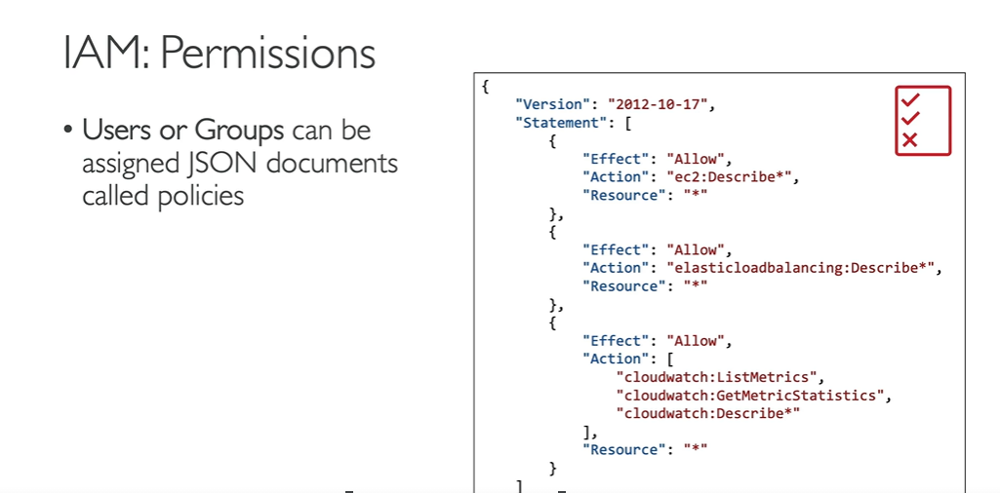 IAM: Permissions
• Users or Groups can be
assigned JSON documents
called policies
{
    "Version": "2012-10-17",
    "Statement": [
        {
            "Effect": "Allow",
            "Action": "ec2:Describe*",
            "Resource": "*"
        },
        {
            "Effect": "Allow",
            "Action": "elasticloadbalancing:Describe*",
            "Resource": "*"
        },
        {
            "Effect": "Allow",
            "Action": [
                "cloudwatch:ListMetrics",
                "cloudwatch:GetMetricStatistics",
                "cloudwatch:Describe*"
            ],
            "Resource": "*"
        }
    ]